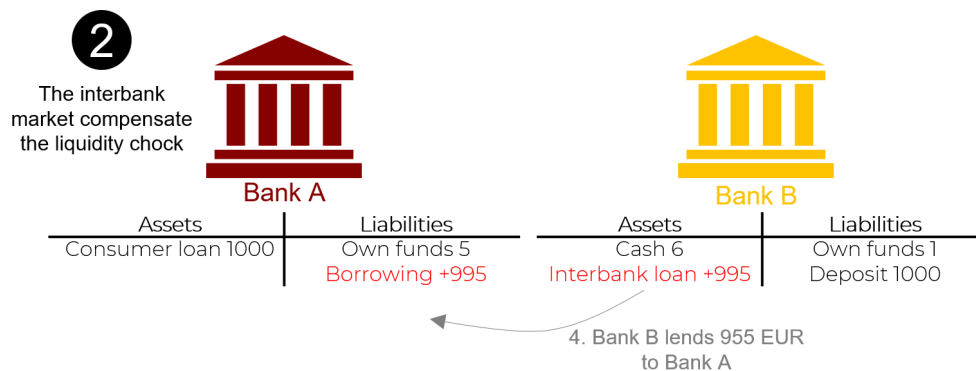 2
The interbank
market compensate
the liquidity chock
Bank A
Assets
Liabilities
Consumer loan 1000
Own funds 5
Borrowing +995
Bank B
Assets
Liabilities
Cash 6
Own funds 1
Interbank loan +995
Deposit 1000
4. Bank B lends 955 EUR
to Bank A